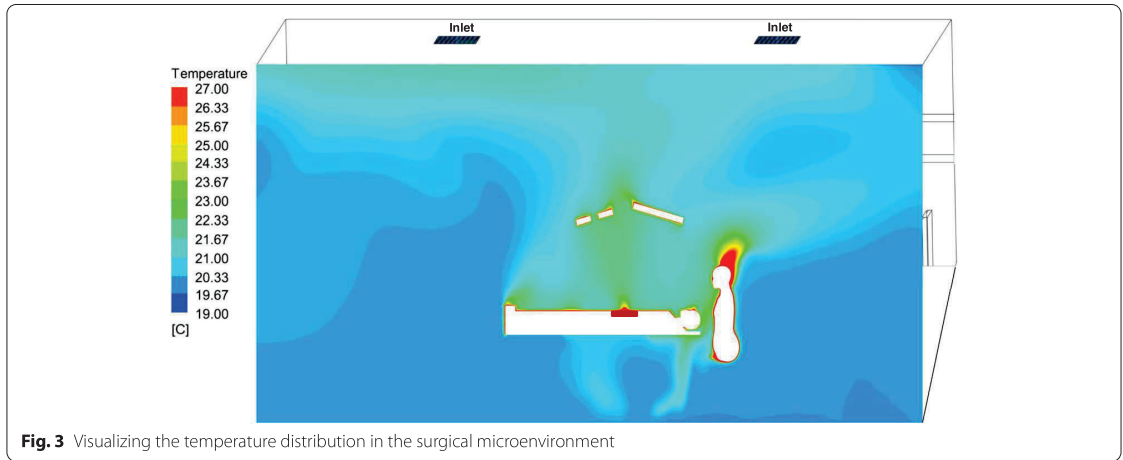 Inlet
Inlet
Temperature
27.00
26.33
25.67
25.00
24.33
23.67
23.00
22.33
21.67
21.00
20.33
19.67
19.00
[C]
Fig. 3 Visualizing the temperature distribution in the surgical microenvironment